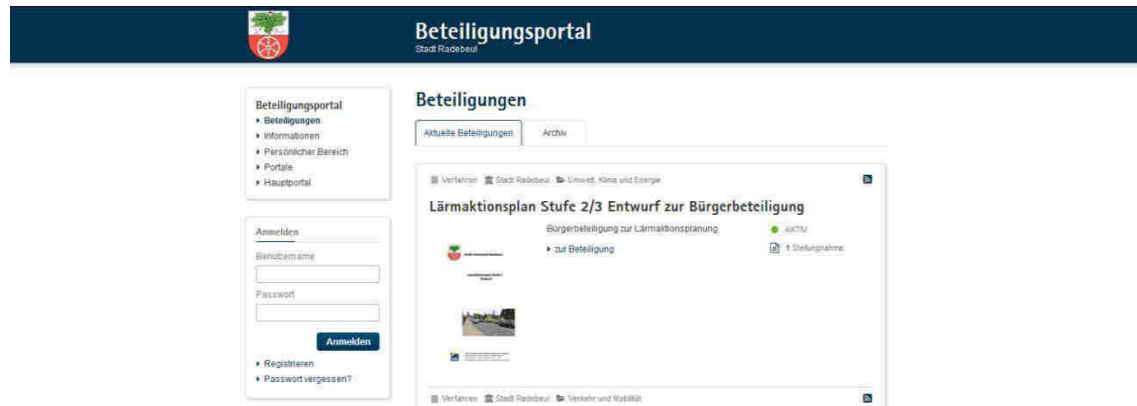 Beteiligungsportal
Stadt Radebeul
Beteiligungsportal
Beteiligungen
Informationen
Persönlicher Bereich
Portale
Hauptportal
Anmelden
Benutzername
Passwort
Anmelden
Registrieren
Passwort vergessen?
Beteiligungen
Aktuelle Beteiligungen Archiv
Verfahren Stadt Radebeul Umwelt, Klima und Energie
Lärmaktionsplan Stufe 2/3 Entwurf zur Bürgerbeteiligung
Bürgerbeteiligung zur Lärmaktionsplanung
AKTIV
zur Beteiligung
1 Stellungnahme
Verfahren Stadt Radebeul Verkehr und Mobilität